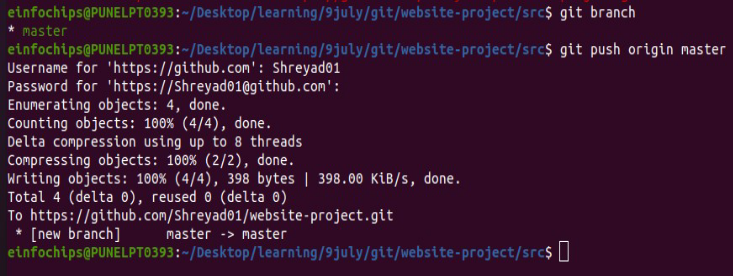 einfochips@PUNELPT0393:~/Desktop/learning/9july/git/website-project/src$ git branch
* master
einfochips@PUNELPT0393:~/Desktop/learning/9july/git/website-project/src$ git push origin master
Username for 'https://github.com': Shreyad01
Password for 'https://Shreyad01@github.com':
Enumerating objects: 4, done.
Counting objects: 100% (4/4), done.
Delta compression using up to 8 threads
Compressing objects: 100% (2/2), done.
Writing objects: 100% (4/4), 398 bytes | 398.00 KiB/s, done.
Total 4 (delta 0), reused 0 (delta 0)
To https://github.com/Shreyad01/website-project.git
 * [new branch]      master -> master
einfochips@PUNELPT0393:~/Desktop/learning/9july/git/website-project/src$